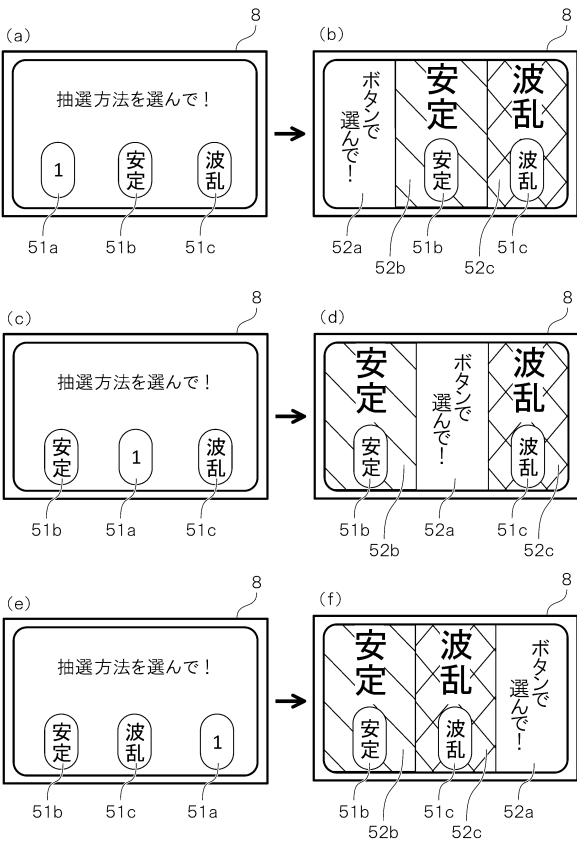 (a)
8
抽選方法を選んで！
1
安定
波乱
51a
51b
51c
(b)
8
ボタンで
選んで！
安定
波乱
安定
波乱
52a
52b
51b
52c
51c
(c)
8
抽選方法を選んで！
安定
1
波乱
51b
51a
51c
(d)
8
安定
ボタンで
選んで！
波乱
安定
波乱
51b
52b
52a
51c
52c
(e)
8
抽選方法を選んで！
安定
波乱
1
51b
51c
51a
(f)
8
安定
波乱
ボタンで
選んで！
安定
波乱
51b
52b
51c
52c
52a